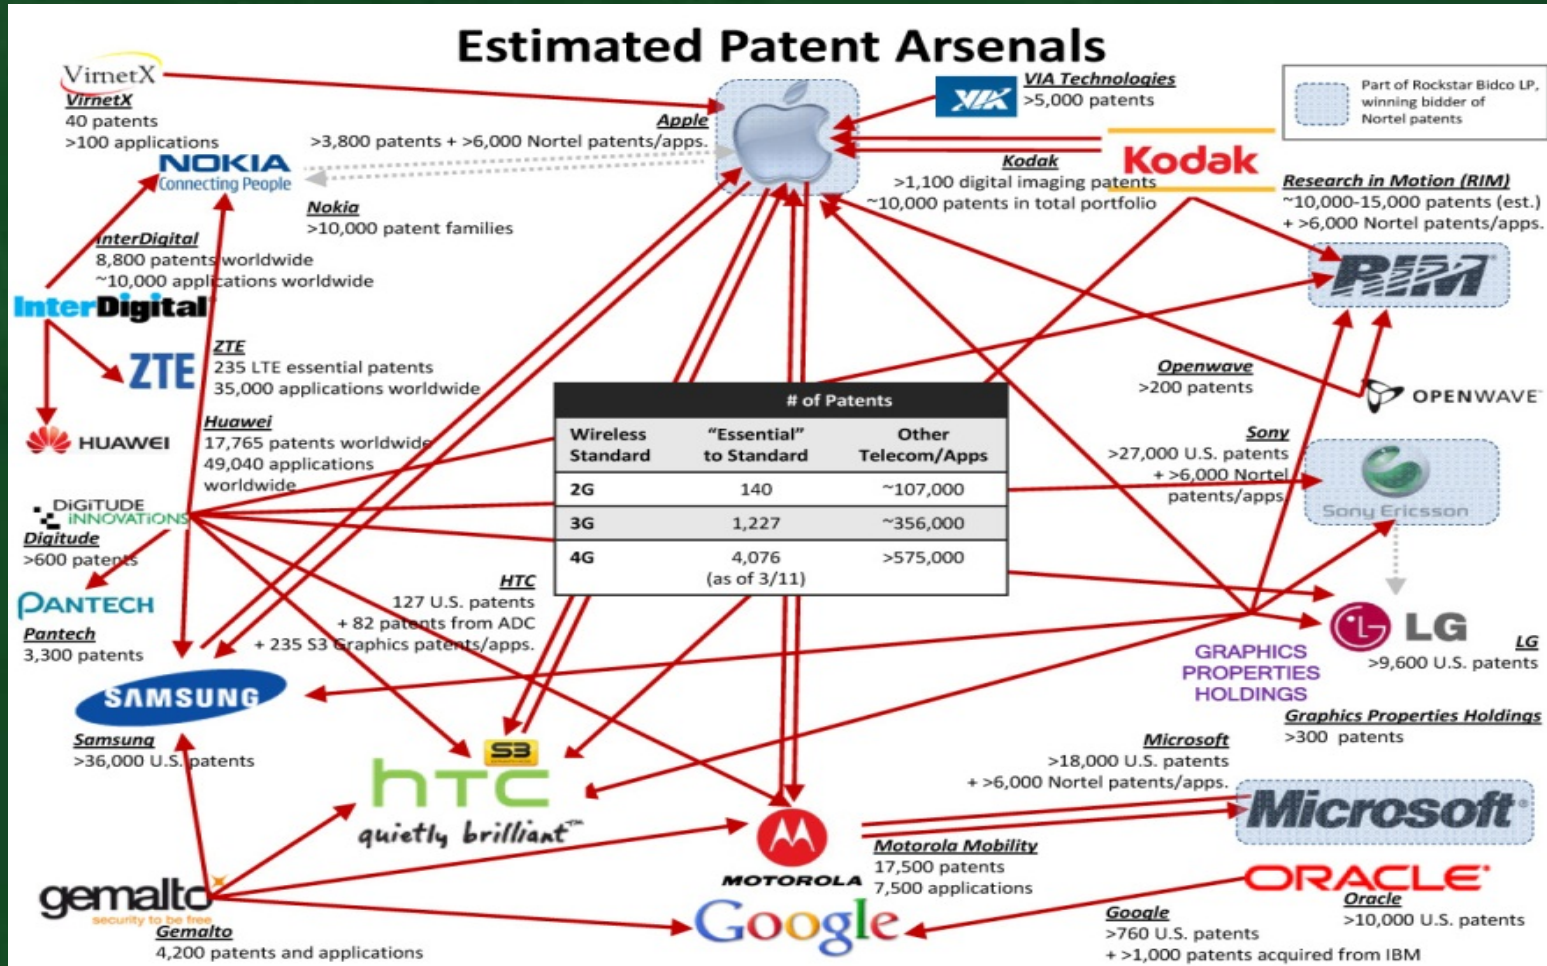 Estimated Patent Arsenals
VirnetX
VirnetX
40 patents
>100 applications
NOKIA
Connecting People
Nokia
>10,000 patent families
Apple
>3,800 patents + >6,000 Nortel patents/apps.
VIA
VIA Technologies
>5,000 patents
Part of Rockstar Bidco LP,
winning bidder of
Nortel patents
Kodak
Kodak
>1,100 digital imaging patents
~10,000 patents in total portfolio
Research in Motion (RIM)
~10,000-15,000 patents (est.)
+ >6,000 Nortel patents/apps.
RIM
InterDigital
8,800 patents worldwide
~10,000 applications worldwide
InterDigital
ZTE
ZTE
235 LTE essential patents
35,000 applications worldwide
HUAWEI
Huawei
17,765 patents worldwide
49,040 applications
worldwide
Openwave
>200 patents
OPENWAVE
# of Patents
Wireless Standard "Essential" to Standard Other Telecom/Apps
2G 140 ~107,000
3G 1,227 ~356,000
4G 4,076 >575,000
(as of 3/11)
Sony
>27,000 U.S. patents
+ >6,000 Nortel
patents/apps.
Sony Ericsson
DiGiTUDE
iNNOVATiONS
Digitude
>600 patents
PANTECH
Pantech
3,300 patents
HTC
127 U.S. patents
+ 82 patents from ADC
+ 235 S3 Graphics patents/apps.
LG
LG
>9,600 U.S. patents
GRAPHICS
PROPERTIES
HOLDINGS
Graphics Properties Holdings
>300 patents
SAMSUNG
Samsung
>36,000 U.S. patents
S3
hTC
quietly brilliant™
Microsoft
>18,000 U.S. patents
+ >6,000 Nortel patents/apps.
Microsoft®
MOTOROLA
Motorola Mobility
17,500 patents
7,500 applications
gemalto
security to be free
Gemalto
4,200 patents and applications
Google
Google
>760 U.S. patents
+ >1,000 patents acquired from IBM
ORACLE®
Oracle
>10,000 U.S. patents